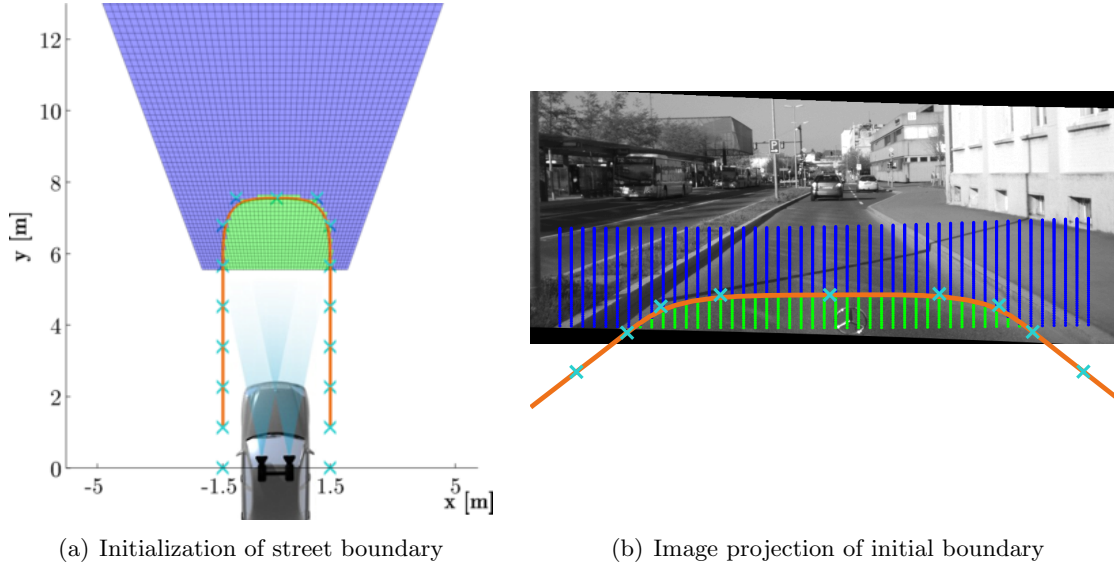 12
10
8
6
4
2
0
y [m]
-5
-1.5
1.5
5
x [m]
P
(a) Initialization of street boundary
(b) Image projection of initial boundary